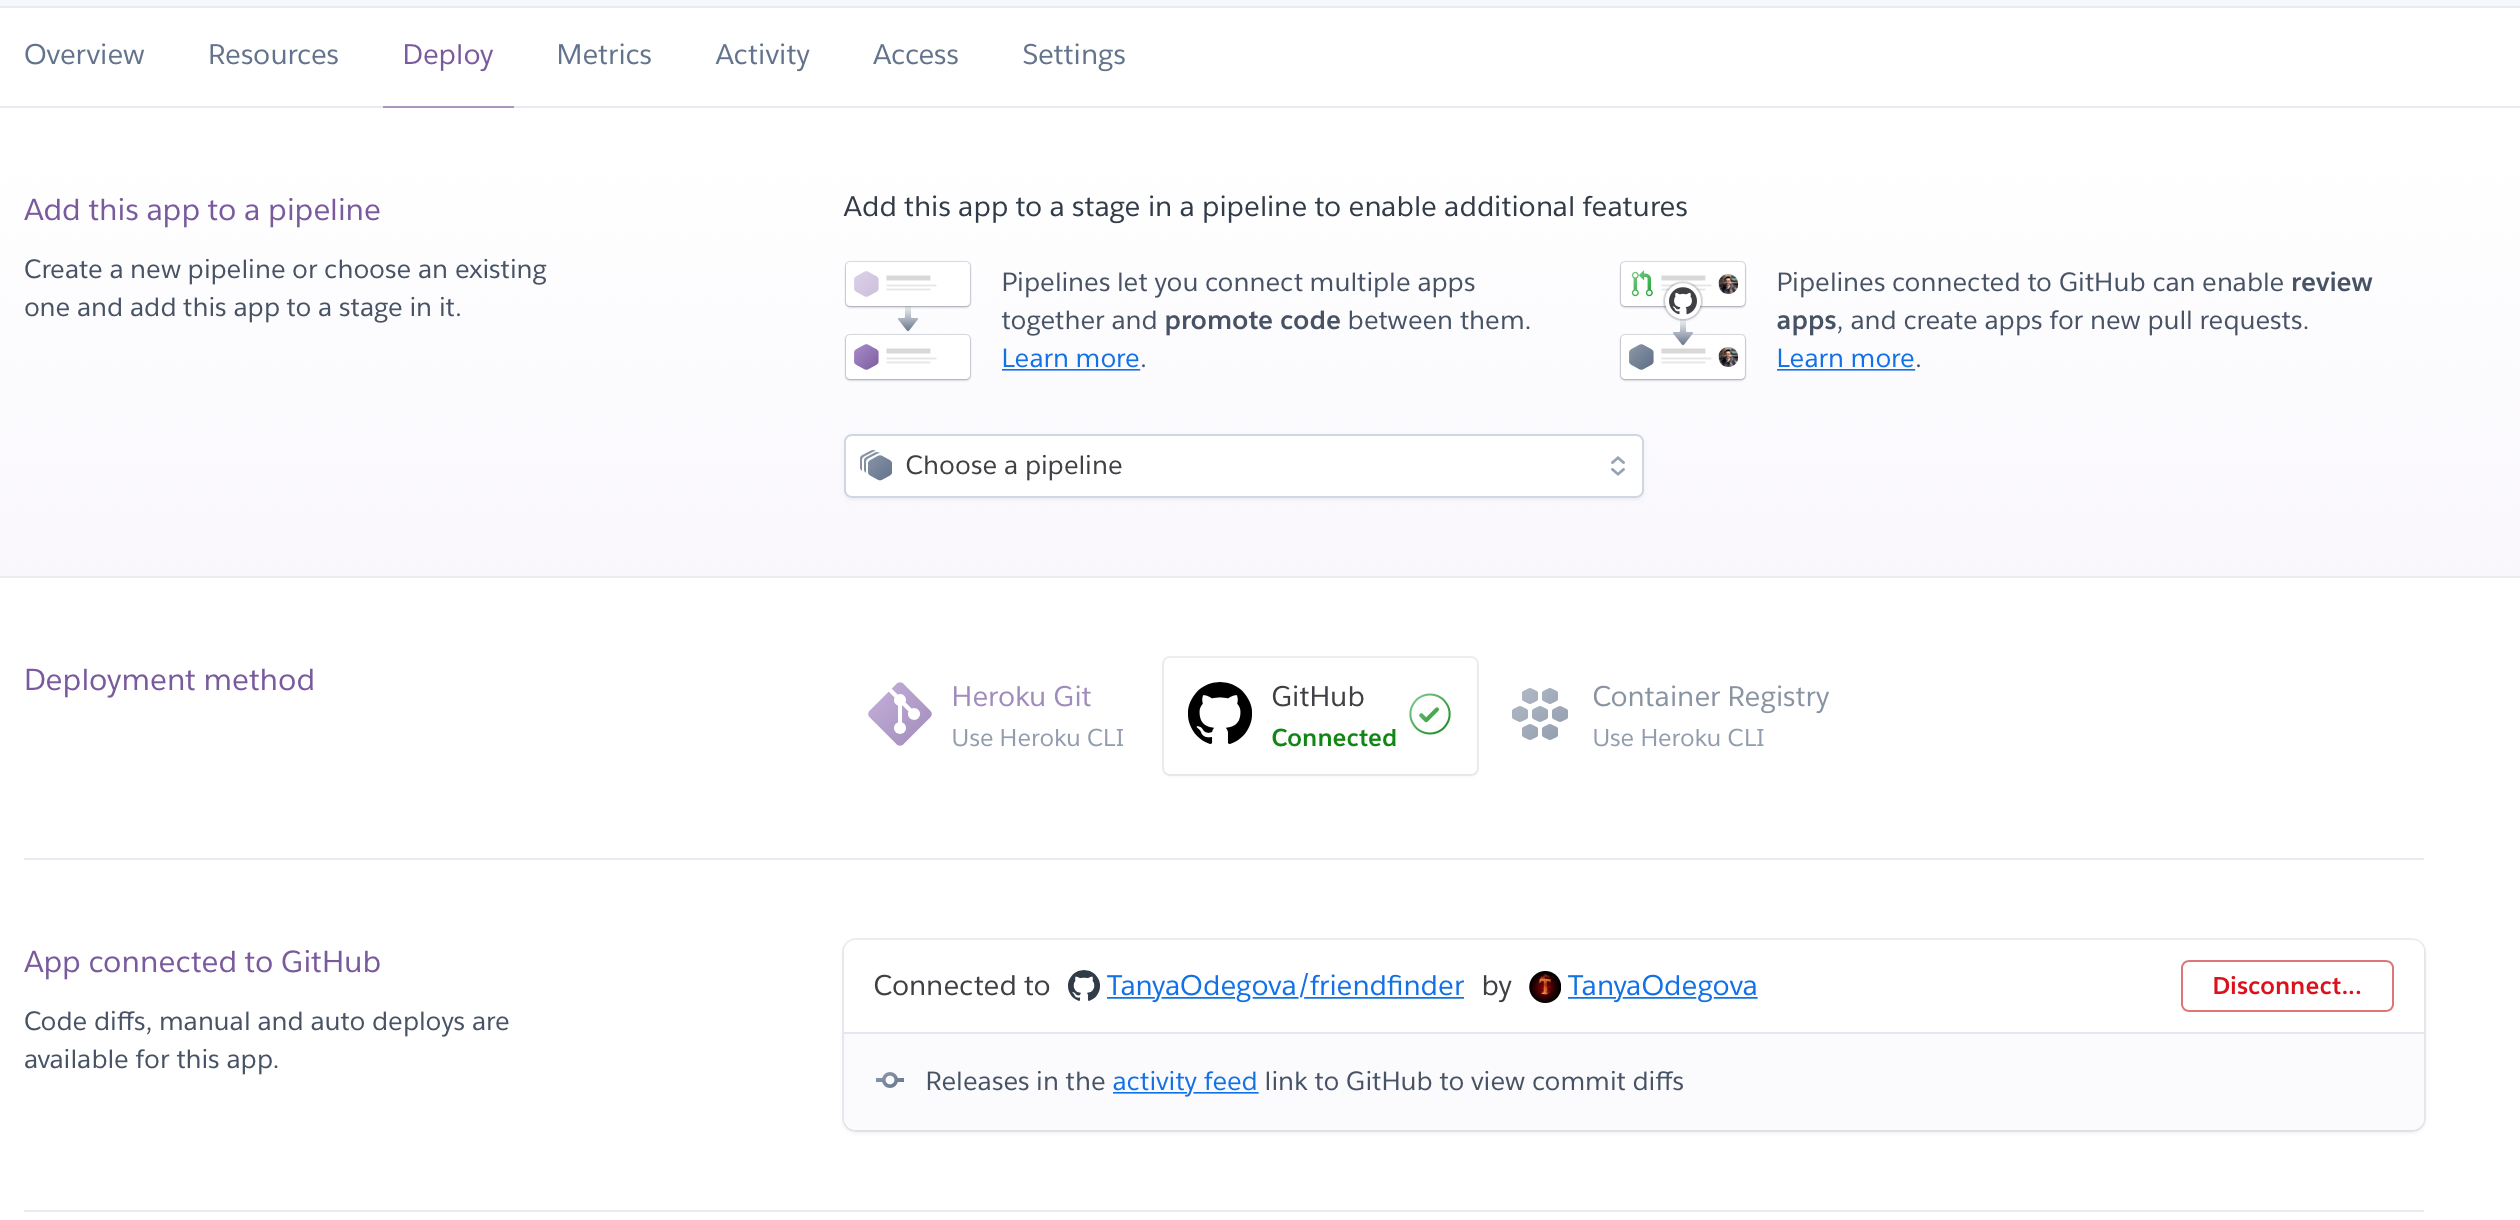 Overview Resources Deploy Metrics Activity Access Settings
Add this app to a pipeline
Create a new pipeline or choose an existing
one and add this app to a stage in it.
Add this app to a stage in a pipeline to enable additional features
Pipelines let you connect multiple apps
together and promote code between them.
Learn more.
Pipelines connected to GitHub can enable review
apps, and create apps for new pull requests.
Learn more.
Choose a pipeline
Deployment method
Heroku Git
Use Heroku CLI
GitHub
Connected
Container Registry
Use Heroku CLI
App connected to GitHub
Code diffs, manual and auto deploys are
available for this app.
Connected to TanyaOdegova/friendfinder by T TanyaOdegova
Disconnect...
Releases in the activity feed link to GitHub to view commit diffs